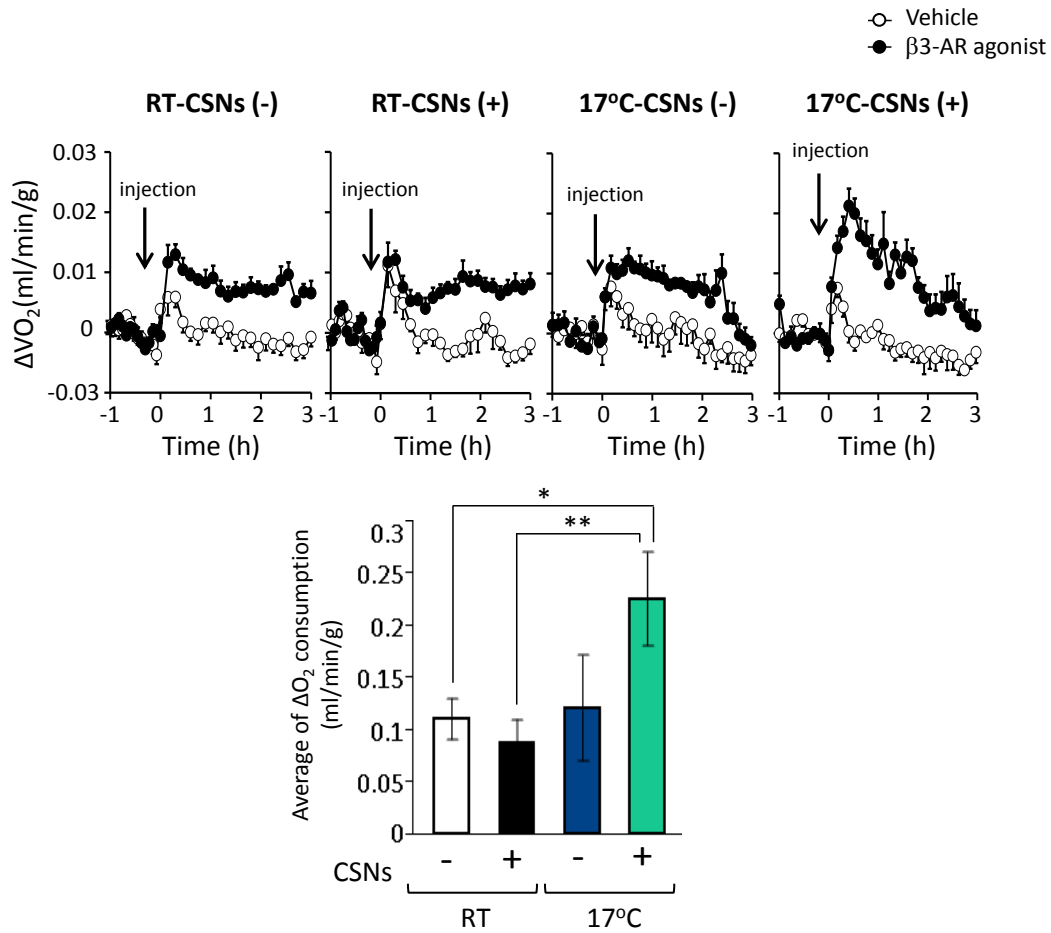 Vehicle
β3-AR agonist
RT-CSNs (-) RT-CSNs (+) 17ºC-CSNs (-) 17ºC-CSNs (+)
ΔVO2(ml/min/g)
0.03
0.02
0.01
0
-0.03
injection injection injection injection
-1 0 1 2 3 -1 0 1 2 3 -1 0 1 2 3 -1 0 1 2 3
Time (h) Time (h) Time (h) Time (h)
Average of ΔO2 consumption
(ml/min/g)
*
**
0.3
0.25
0.2
0.15
0.1
0.05
0
CSNs - + - +
RT 17ºC